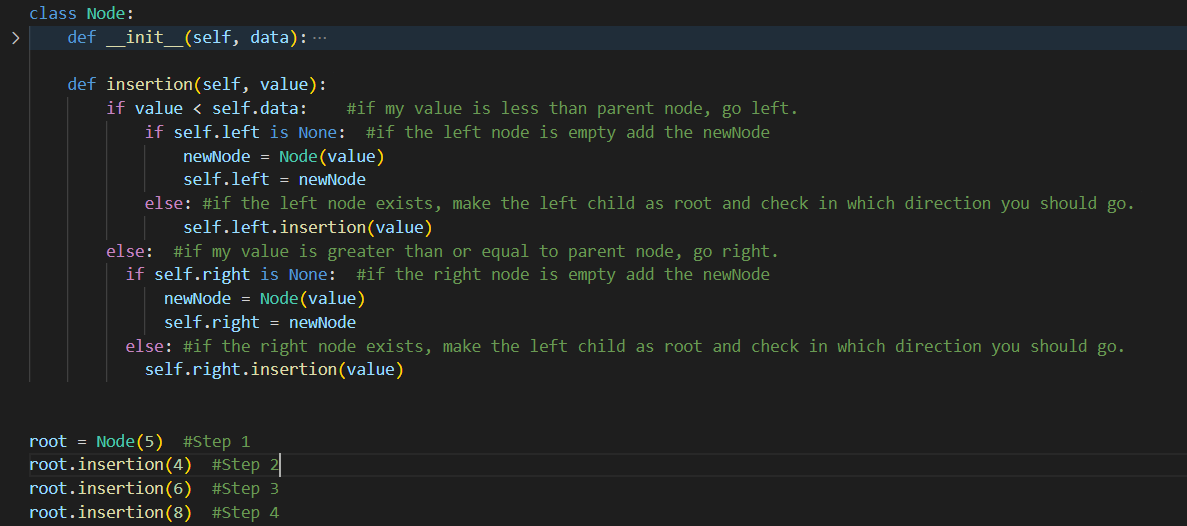 class Node:
    def __init__(self, data): ···
    def insertion(self, value):
        if value < self.data:    #if my value is less than parent node, go left.
            if self.left is None:  #if the left node is empty add the newNode
                newNode = Node(value)
                self.left = newNode
            else: #if the left node exists, make the left child as root and check in which direction you should go.
                self.left.insertion(value)
        else:  #if my value is greater than or equal to parent node, go right.
          if self.right is None:  #if the right node is empty add the newNode
              newNode = Node(value)
              self.right = newNode
          else: #if the right node exists, make the left child as root and check in which direction you should go.
            self.right.insertion(value)
root = Node(5)  #Step 1
root.insertion(4)  #Step 2
root.insertion(6)  #Step 3
root.insertion(8)  #Step 4